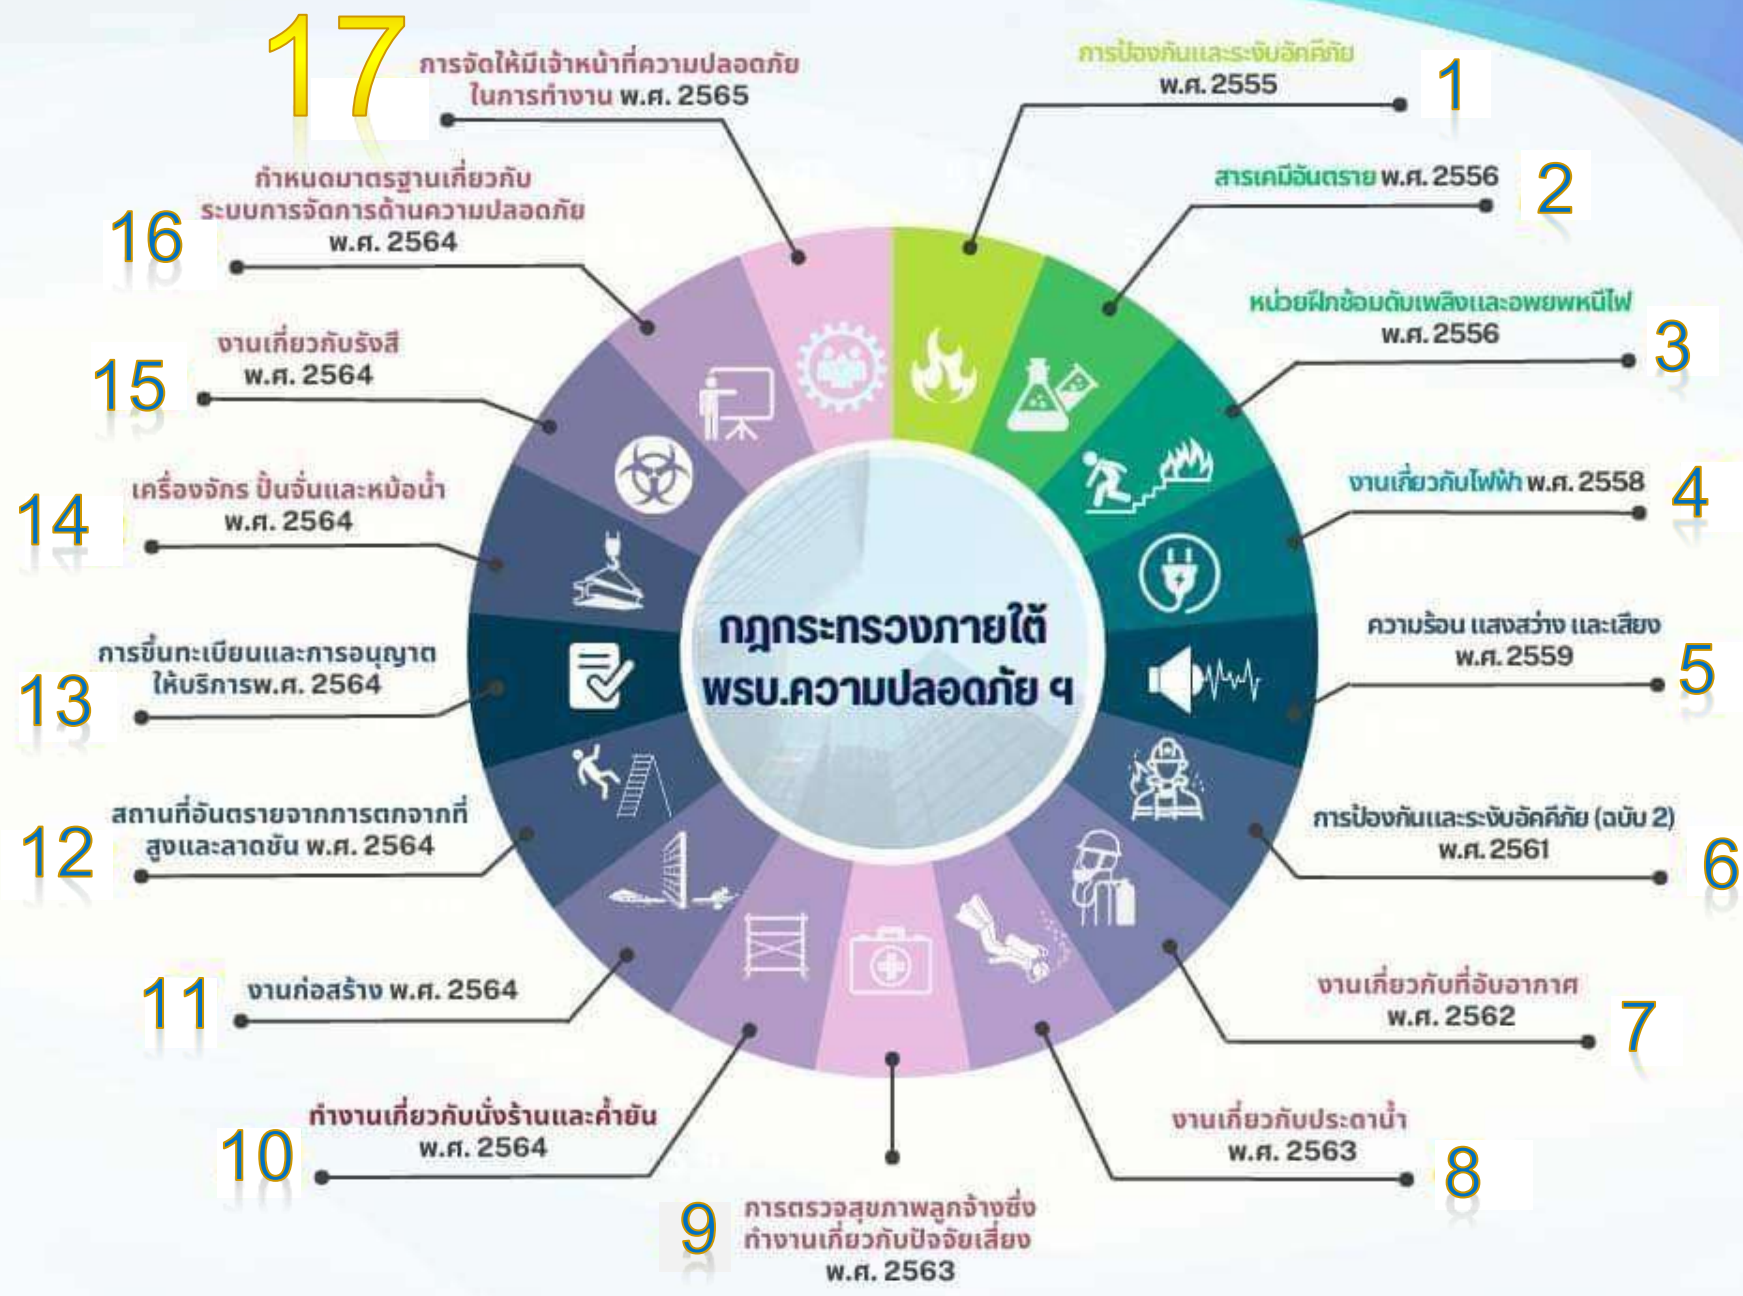 กฎกระทรวงภายใต้
พรบ.ความปลอดภัย ฯ
1
การป้องกันและระงับอัคคีภัย
พ.ศ. 2555
2
สารเคมีอันตราย พ.ศ. 2556
3
หน่วยฝึกซ้อมดับเพลิงและอพยพหนีไฟ
พ.ศ. 2556
4
งานเกี่ยวกับไฟฟ้า พ.ศ. 2558
5
ความร้อน แสงสว่าง และเสียง
พ.ศ. 2559
6
การป้องกันและระงับอัคคีภัย (ฉบับ 2)
พ.ศ. 2561
7
งานเกี่ยวกับที่อับอากาศ
พ.ศ. 2562
8
งานเกี่ยวกับประดาน้ำ
พ.ศ. 2563
9
การตรวจสุขภาพลูกจ้างซึ่ง
ทำงานเกี่ยวกับปัจจัยเสี่ยง
พ.ศ. 2563
10
ทำงานเกี่ยวกับนั่งร้านและค้ำยัน
พ.ศ. 2564
11
งานก่อสร้าง พ.ศ. 2564
12
สถานที่อันตรายจากการตกจากที่
สูงและลาดชัน พ.ศ. 2564
13
การขึ้นทะเบียนและการอนุญาต
ให้บริการพ.ศ. 2564
14
เครื่องจักร ปั้นจั่นและหม้อน้ำ
พ.ศ. 2564
15
งานเกี่ยวกับรังสี
พ.ศ. 2564
16
กำหนดมาตรฐานเกี่ยวกับ
ระบบการจัดการด้านความปลอดภัย
พ.ศ. 2564
17
การจัดให้มีเจ้าหน้าที่ความปลอดภัย
ในการทำงาน พ.ศ. 2565